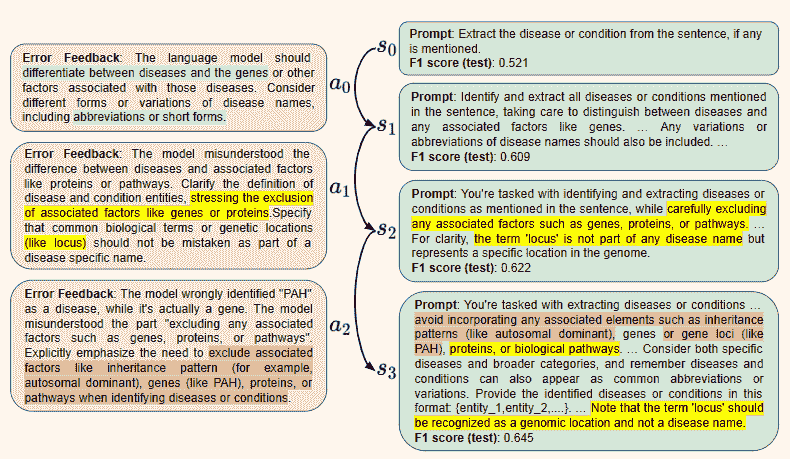 Error Feedback: The language model should
differentiate between diseases and the genes or other
factors associated with those diseases. Consider
different forms or variations of disease names,
including abbreviations or short forms.
a0
Error Feedback: The model misunderstood the
difference between diseases and associated factors
like proteins or pathways. Clarify the definition of
disease and condition entities, stressing the exclusion
of associated factors like genes or proteins.Specify
that common biological terms or genetic locations
(like locus) should not be mistaken as part of a
disease specific name.
a1
Error Feedback: The model wrongly identified "PAH"
as a disease, while it's actually a gene. The model
misunderstood the part "excluding any associated
factors such as genes, proteins, or pathways".
Explicitly emphasize the need to exclude associated
factors like inheritance pattern (for example,
autosomal dominant), genes (like PAH), proteins, or
pathways when identifying diseases or conditions.
a2
s0
Prompt: Extract the disease or condition from the sentence, if any
is mentioned.
F1 score (test): 0.521
s1
Prompt: Identify and extract all diseases or conditions mentioned
in the sentence, taking care to distinguish between diseases and
any associated factors like genes. ... Any variations or
abbreviations of disease names should also be included. ...
F1 score (test): 0.609
s2
Prompt: You're tasked with identifying and extracting diseases or
conditions as mentioned in the sentence, while carefully excluding
any associated factors such as genes, proteins, or pathways. ...
For clarity, the term 'locus' is not part of any disease name but
represents a specific location in the genome.
F1 score (test): 0.622
s3
Prompt: You're tasked with extracting diseases or conditions ...
avoid incorporating any associated elements such as inheritance
patterns (like autosomal dominant), genes or gene loci (like
PAH), proteins, or biological pathways. ... Consider both specific
diseases and broader categories, and remember diseases and
conditions can also appear as common abbreviations or
variations. Provide the identified diseases or conditions in this
format: {entity_1,entity_2,....}. ... Note that the term 'locus' should
be recognized as a genomic location and not a disease name.
F1 score (test): 0.645